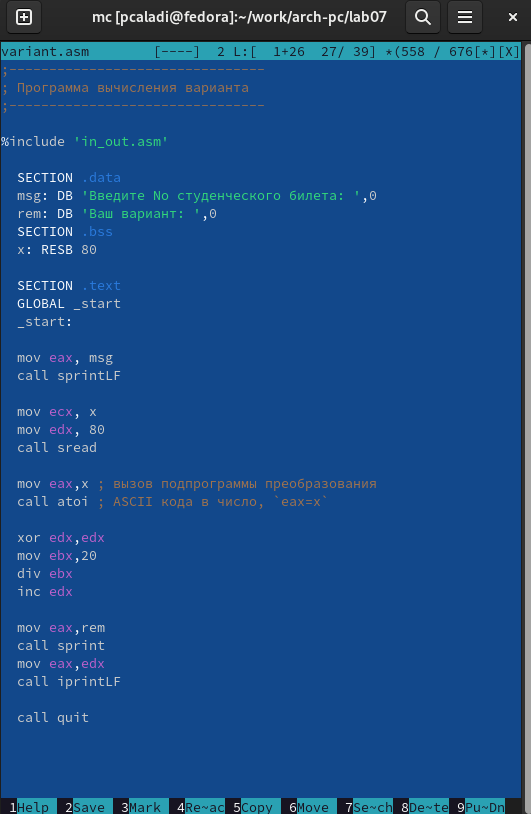 mc [pcaladi@fedora]:~/work/arch-pc/lab07
variant.asm [----] 2 L:[ 1+26 27/ 39] *(558 / 676[*][X]
;--------------------------------
; Программа вычисления варианта
;--------------------------------
%include 'in_out.asm'
SECTION .data
msg: DB 'Введите No студенческого билета: ',0
rem: DB 'Ваш вариант: ',0
SECTION .bss
x: RESB 80
SECTION .text
GLOBAL _start
_start:
mov eax, msg
call sprintLF
mov ecx, x
mov edx, 80
call sread
mov eax,x ; вызов подпрограммы преобразования
call atoi ; ASCII кода в число, `eax=x`
xor edx,edx
mov ebx,20
div ebx
inc edx
mov eax,rem
call sprint
mov eax,edx
call iprintLF
call quit
1Help 2Save 3Mark 4Re~ac 5Copy 6Move 7Se~ch 8De~te 9Pu~Dn